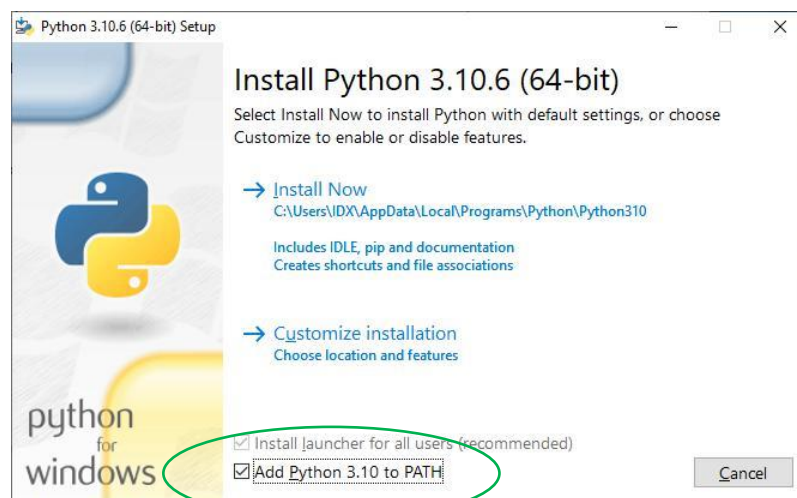 Python 3.10.6 (64-bit) Setup
Install Python 3.10.6 (64-bit)
Select Install Now to install Python with default settings, or choose
Customize to enable or disable features.
Install Now
C:\Users\IDX\AppData\Local\Programs\Python\Python310
Includes IDLE, pip and documentation
Creates shortcuts and file associations
Customize installation
Choose location and features
python
for
windows
Install launcher for all users (recommended)
Add Python 3.10 to PATH
Cancel